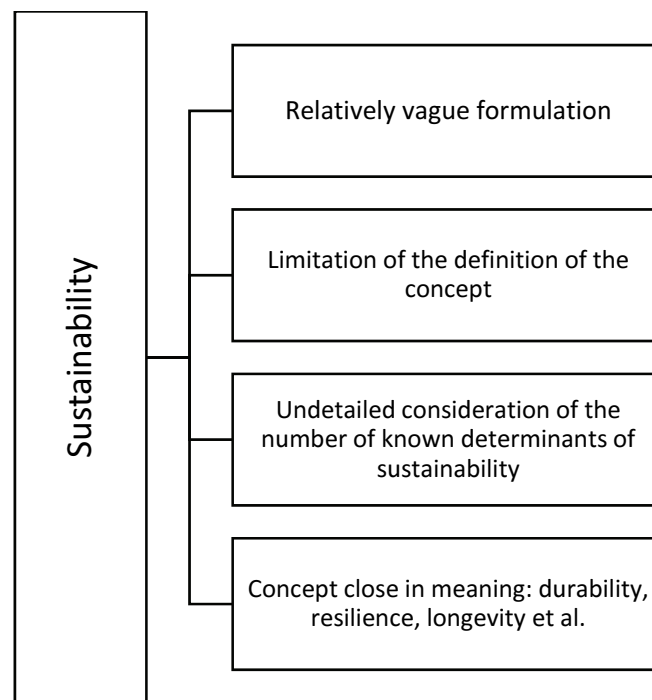 Sustainability
Relatively vague formulation
Limitation of the definition of the
concept
Undetailed consideration of the
number of known determinants of
sustainability
Concept close in meaning: durability,
resilience, longevity et al.